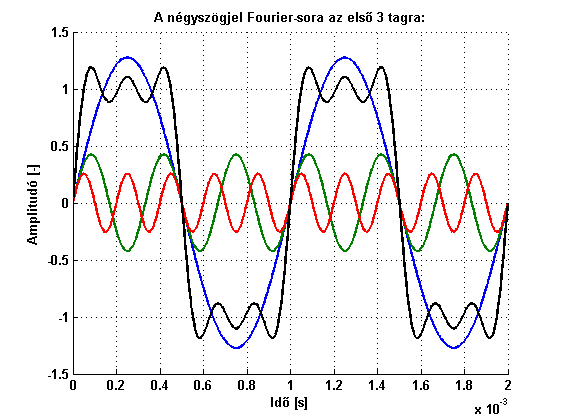 A négyszögjel Fourier-sora az első 3 tagra:
Amplitudó [-]
1.5
1
0.5
0
-0.5
-1
-1.5
0 0.2 0.4 0.6 0.8 1 1.2 1.4 1.6 1.8 2
x 10⁻³
Idő [s]